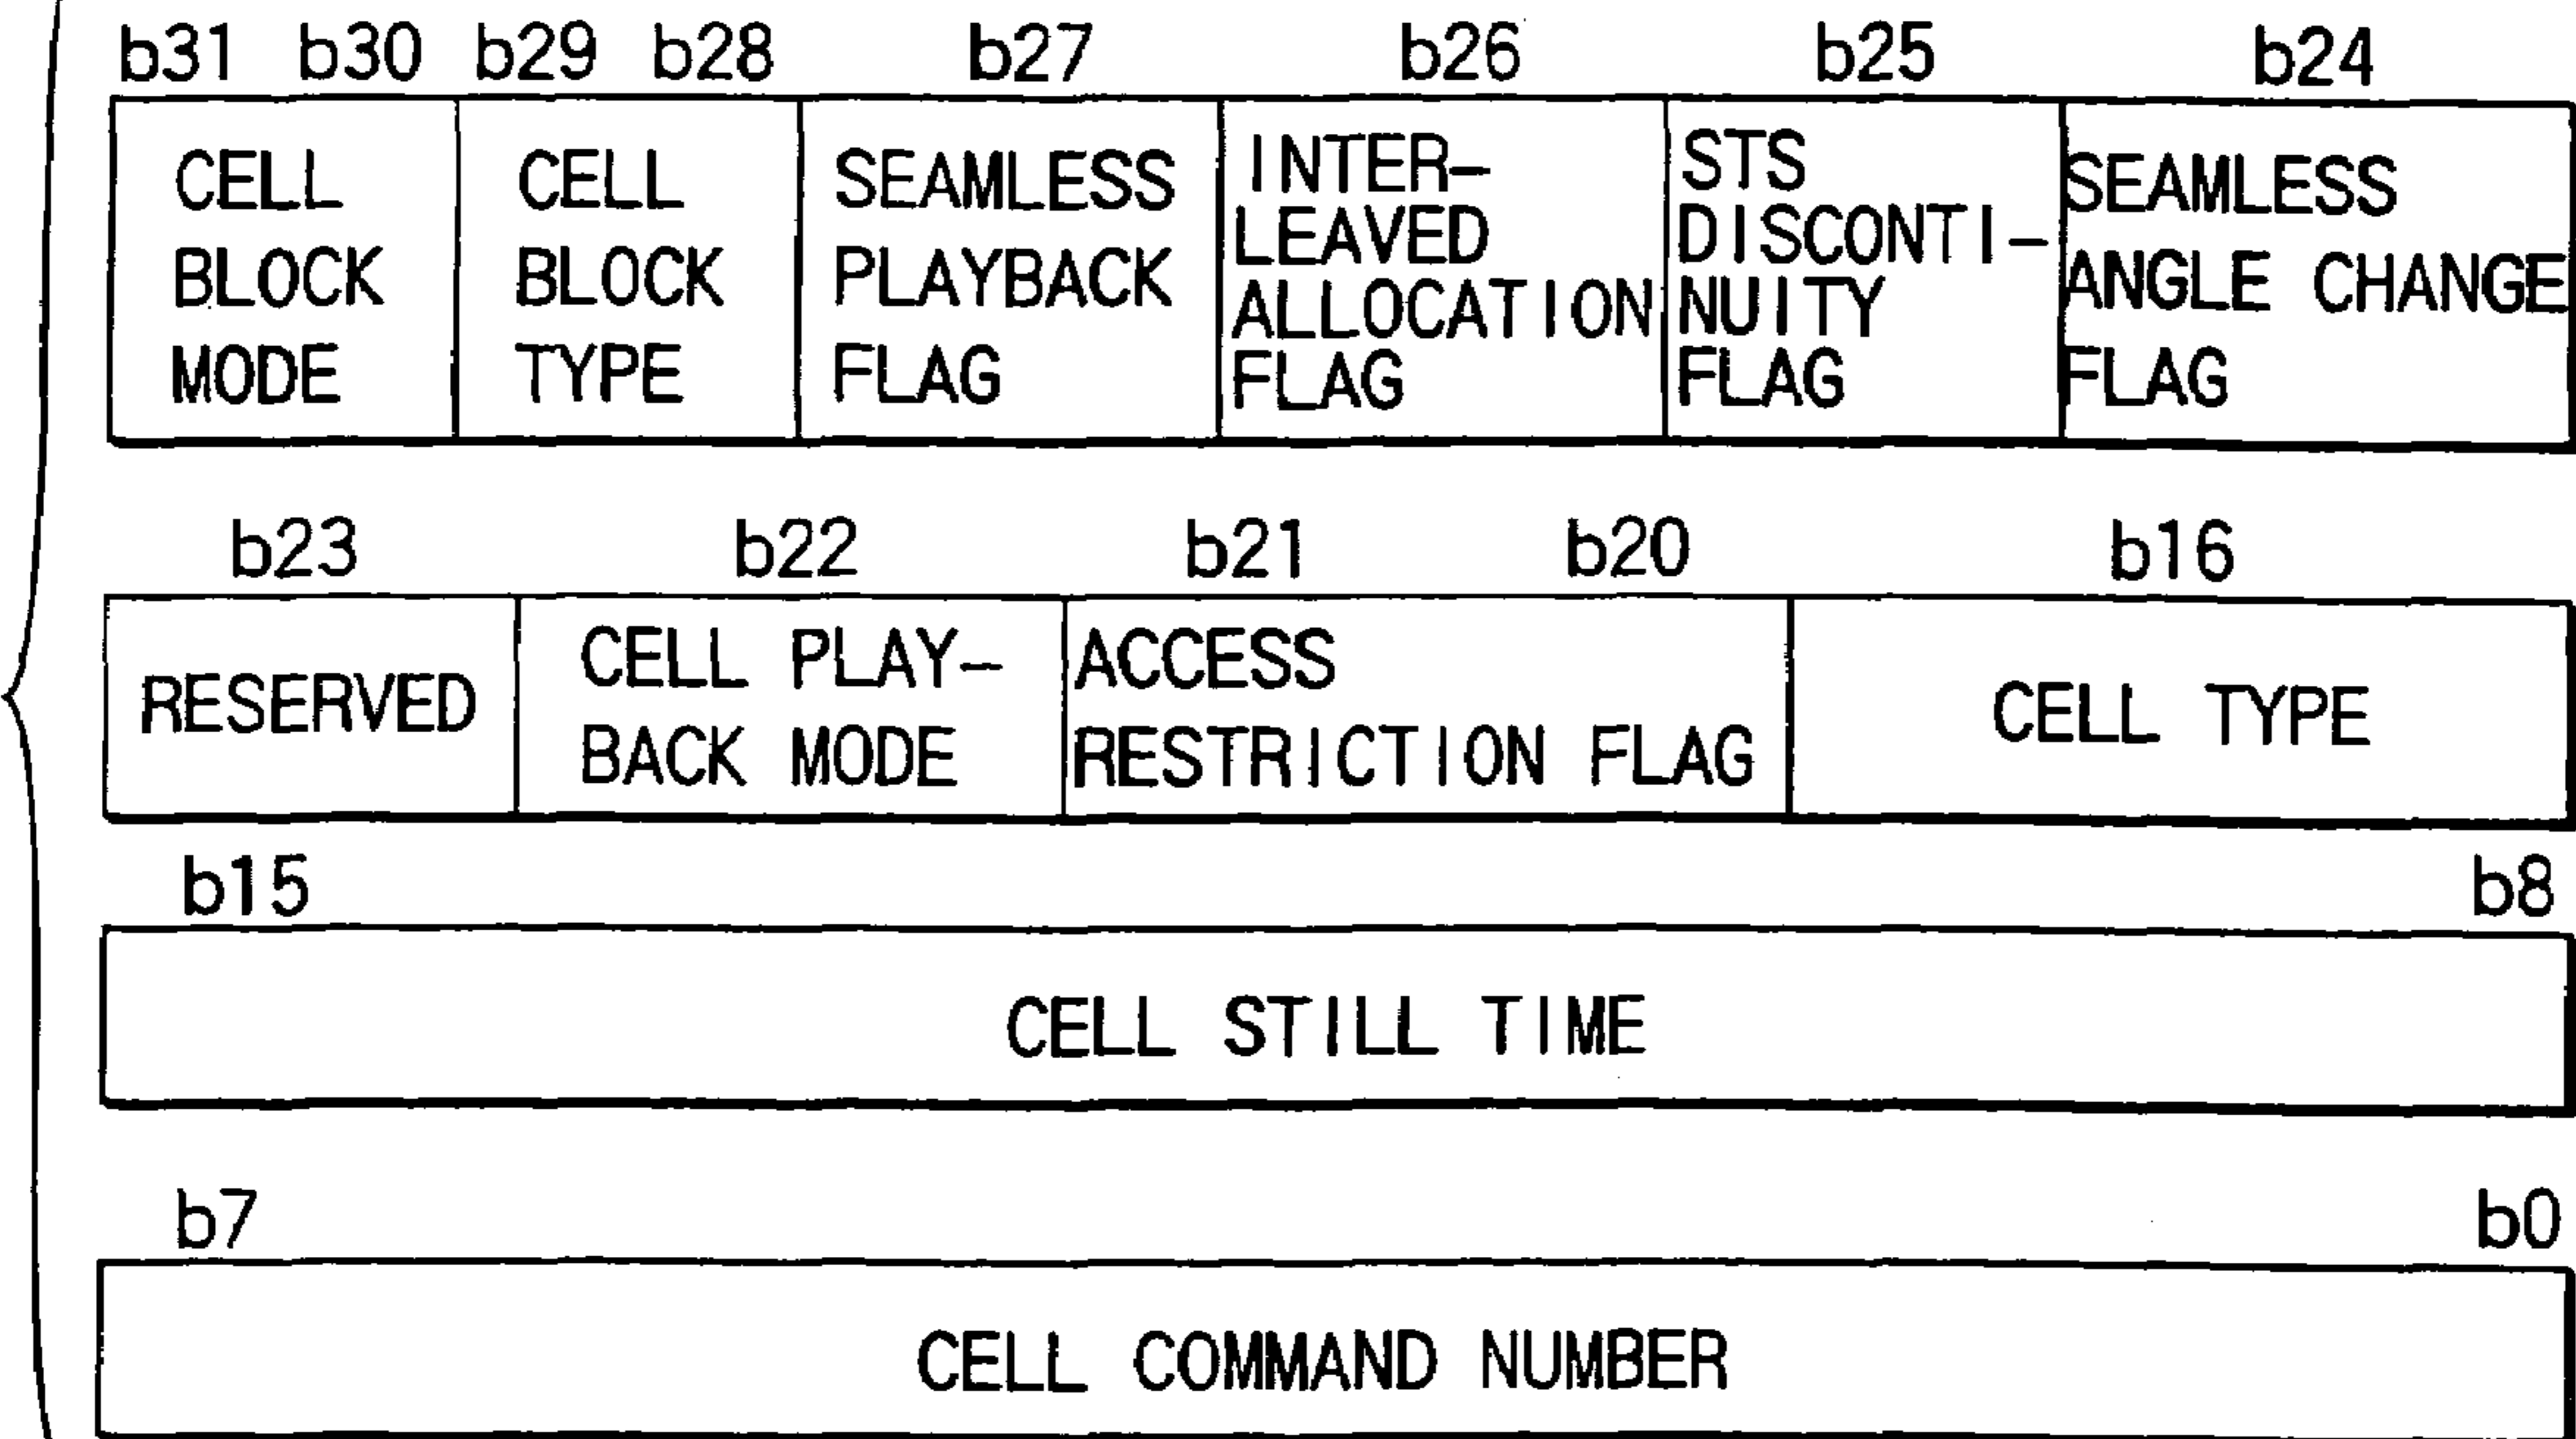 b31 b30 b29 b28 b27 b26 b25 b24
CELL BLOCK MODE
CELL BLOCK TYPE
SEAMLESS PLAYBACK FLAG
INTER-
LEAVED
ALLOCATION
FLAG
STS
DISCONTI-
NUITY
FLAG
SEAMLESS
ANGLE CHANGE
FLAG
b23 b22 b21 b20 b16
RESERVED
CELL PLAY-
BACK MODE
ACCESS
RESTRICTION FLAG
CELL TYPE
b15 b8
CELL STILL TIME
b7 b0
CELL COMMAND NUMBER